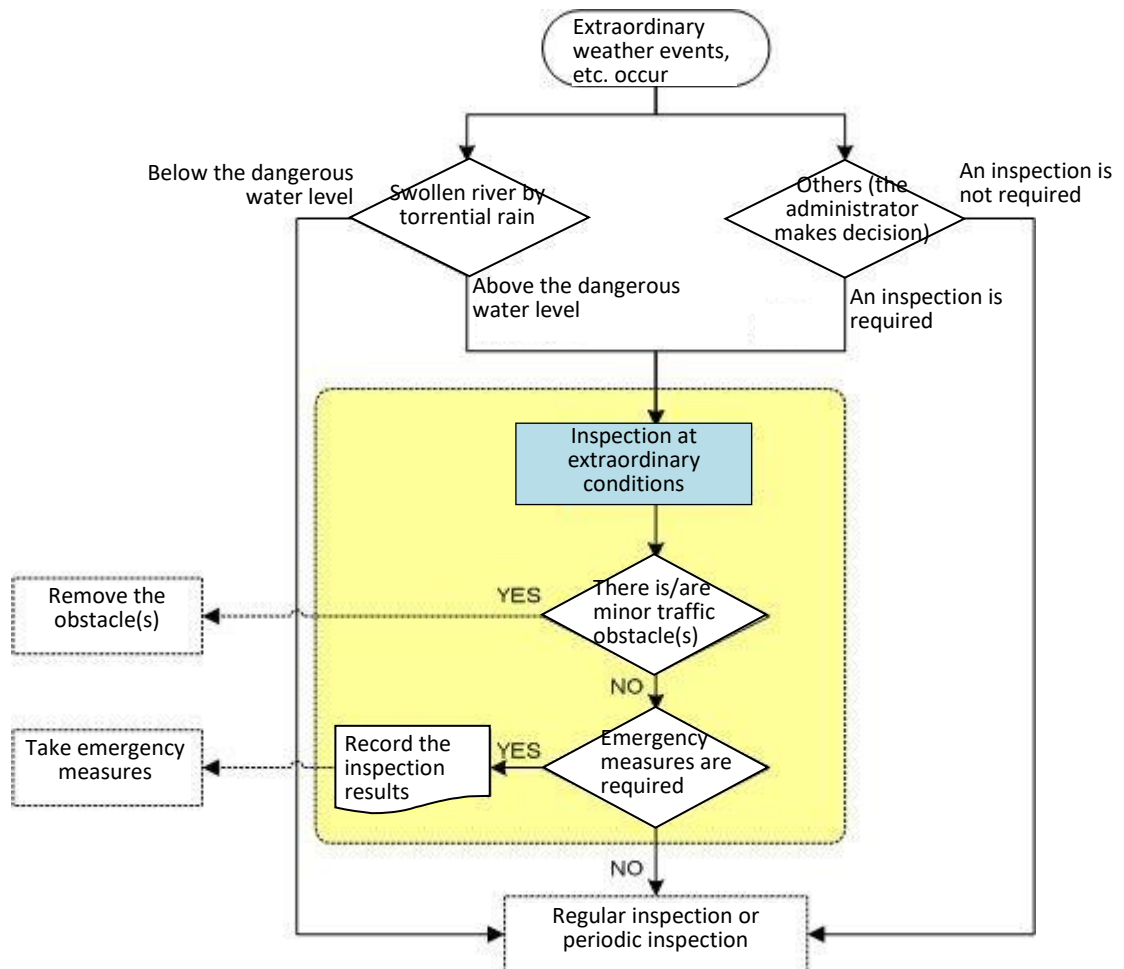 Extraordinary
weather events,
etc. occur
Below the dangerous
water level
Swollen river by
torrential rain
Others (the
administrator
makes decision)
An inspection is
not required
Above the dangerous
water level
An inspection is
required
Inspection at
extraordinary
conditions
Remove the
obstacle(s)
YES
There is/are
minor traffic
obstacle(s)
NO
Take emergency
measures
Record the
inspection
results
YES
Emergency
measures are
required
NO
Regular inspection or
periodic inspection